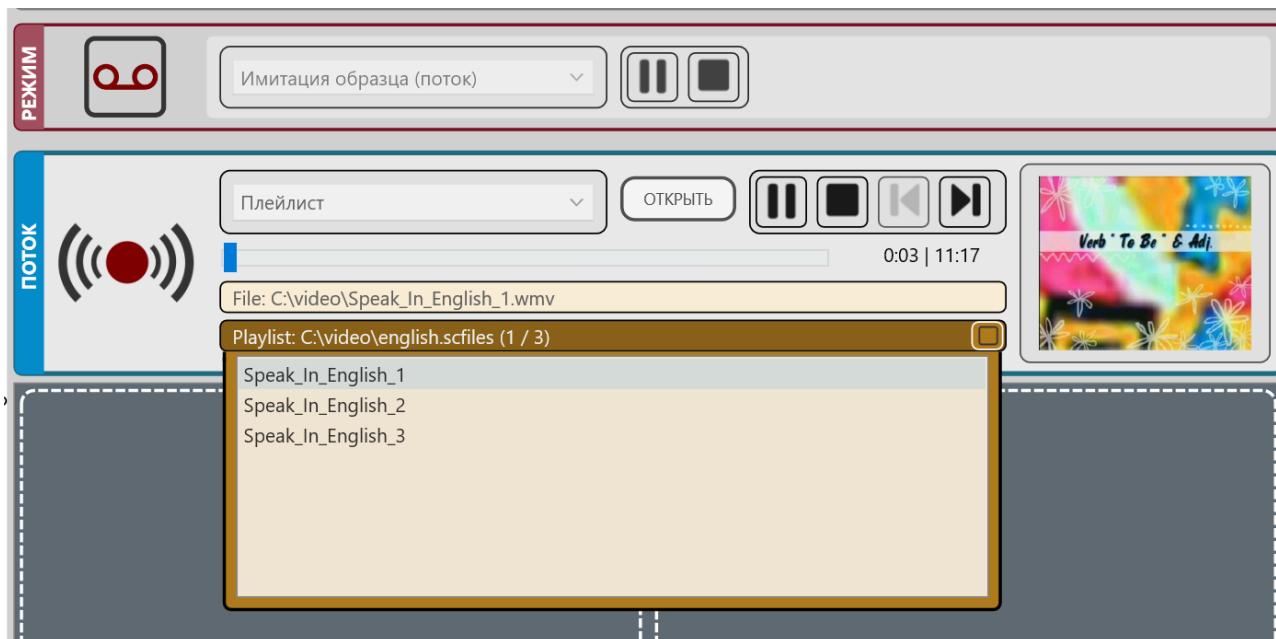 РЕЖИМ
Имитация образца (поток)
ПОТОК
Плейлист
ОТКРЫТЬ
0:03 | 11:17
Verb "To Be" & Adj.
File: C:\video\Speak_In_English_1.wmv
Playlist: C:\video\english.scfiles (1 / 3)
Speak_In_English_1
Speak_In_English_2
Speak_In_English_3